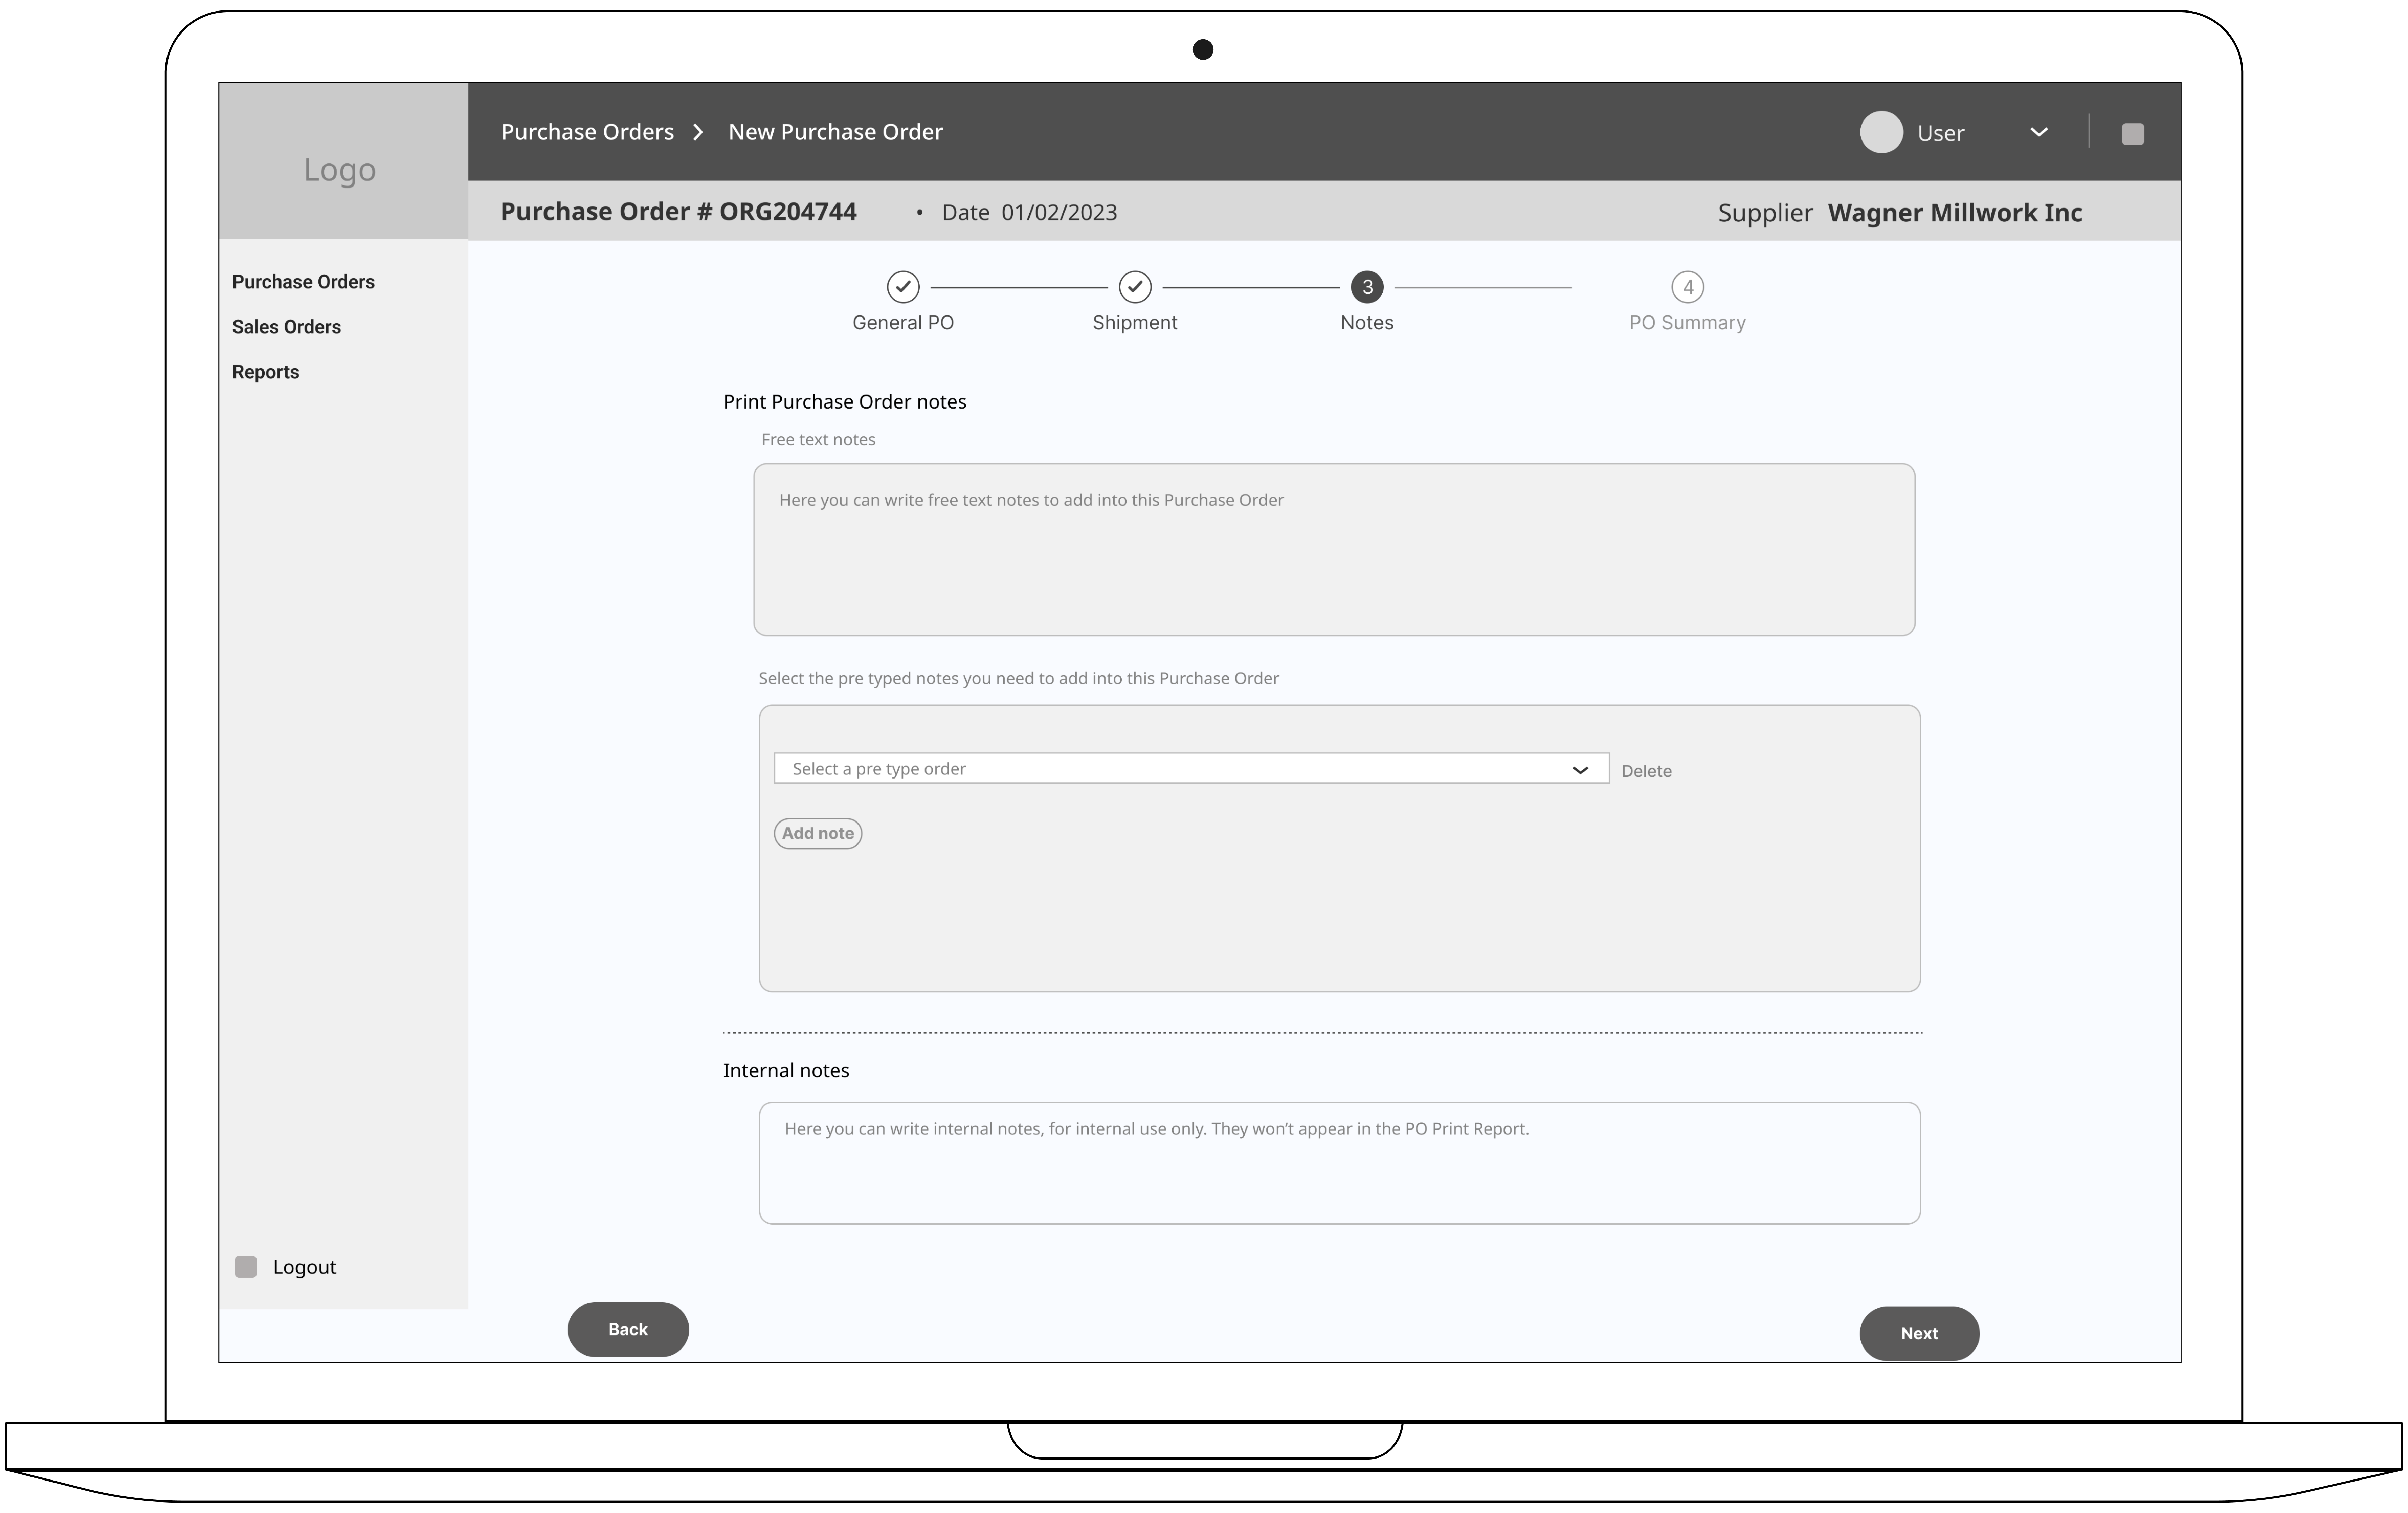 Logo
Purchase Orders > New Purchase Order
User
Purchase Order # ORG204744 • Date 01/02/2023
Supplier Wagner Millwork Inc
Purchase Orders
Sales Orders
Reports
Logout
3
4
General PO
Shipment
Notes
PO Summary
Print Purchase Order notes
Free text notes
Here you can write free text notes to add into this Purchase Order
Select the pre typed notes you need to add into this Purchase Order
Select a pre type order
Delete
Add note
Internal notes
Here you can write internal notes, for internal use only. They won’t appear in the PO Print Report.
Back
Next